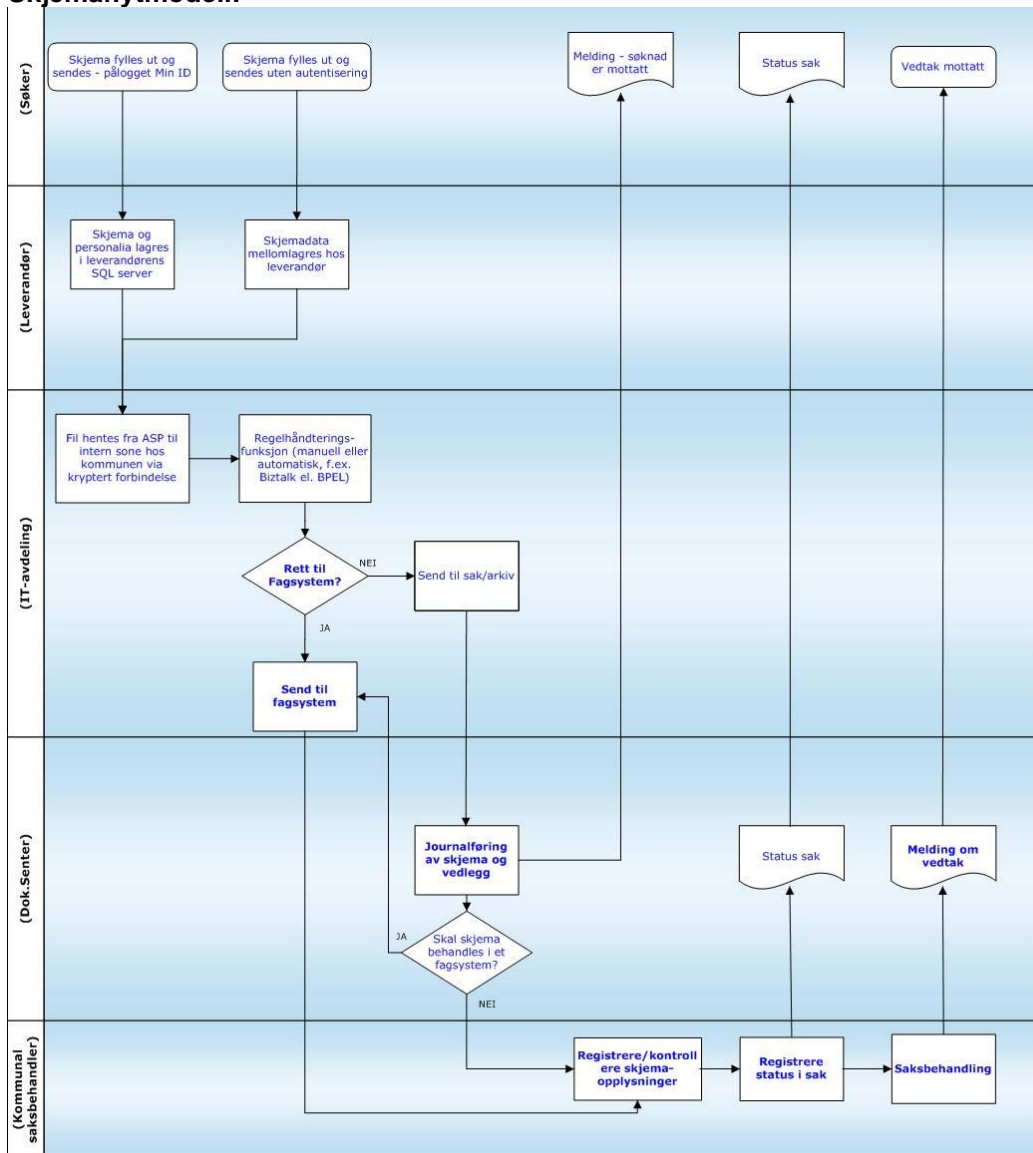 Skjemaflytmodell:
(Søker)
Skjema fylles ut og
sendes - pålogget Min ID
Skjema fylles ut og
sendes uten autentisering
Melding - søknad
er mottatt
Status sak
Vedtak mottatt
(Leverandør)
Skjema og
personalia lagres
i leverandørens
SQL server
Skjemadata
mellomlagres hos
leverandør
(IT-avdeling)
Fil hentes fra ASP til
intern sone hos
kommunen via
kryptert forbindelse
Regelhåndterings-
funksjon (manuell eller
automatisk, f.ex.
Biztalk el. BPEL)
Rett til
Fagsystem?
NEI
Send til sak/arkiv
JA
Send til
fagsystem
(Dok.Senter)
Journalføring
av skjema og
vedlegg
Status sak
Melding om
vedtak
JA
Skal skjema
behandles i et
fagsystem?
NEI
(Kommunal
saksbehandler)
Registrere/kontroll
ere skjema-
opplysninger
Registrere
status i sak
Saksbehandling